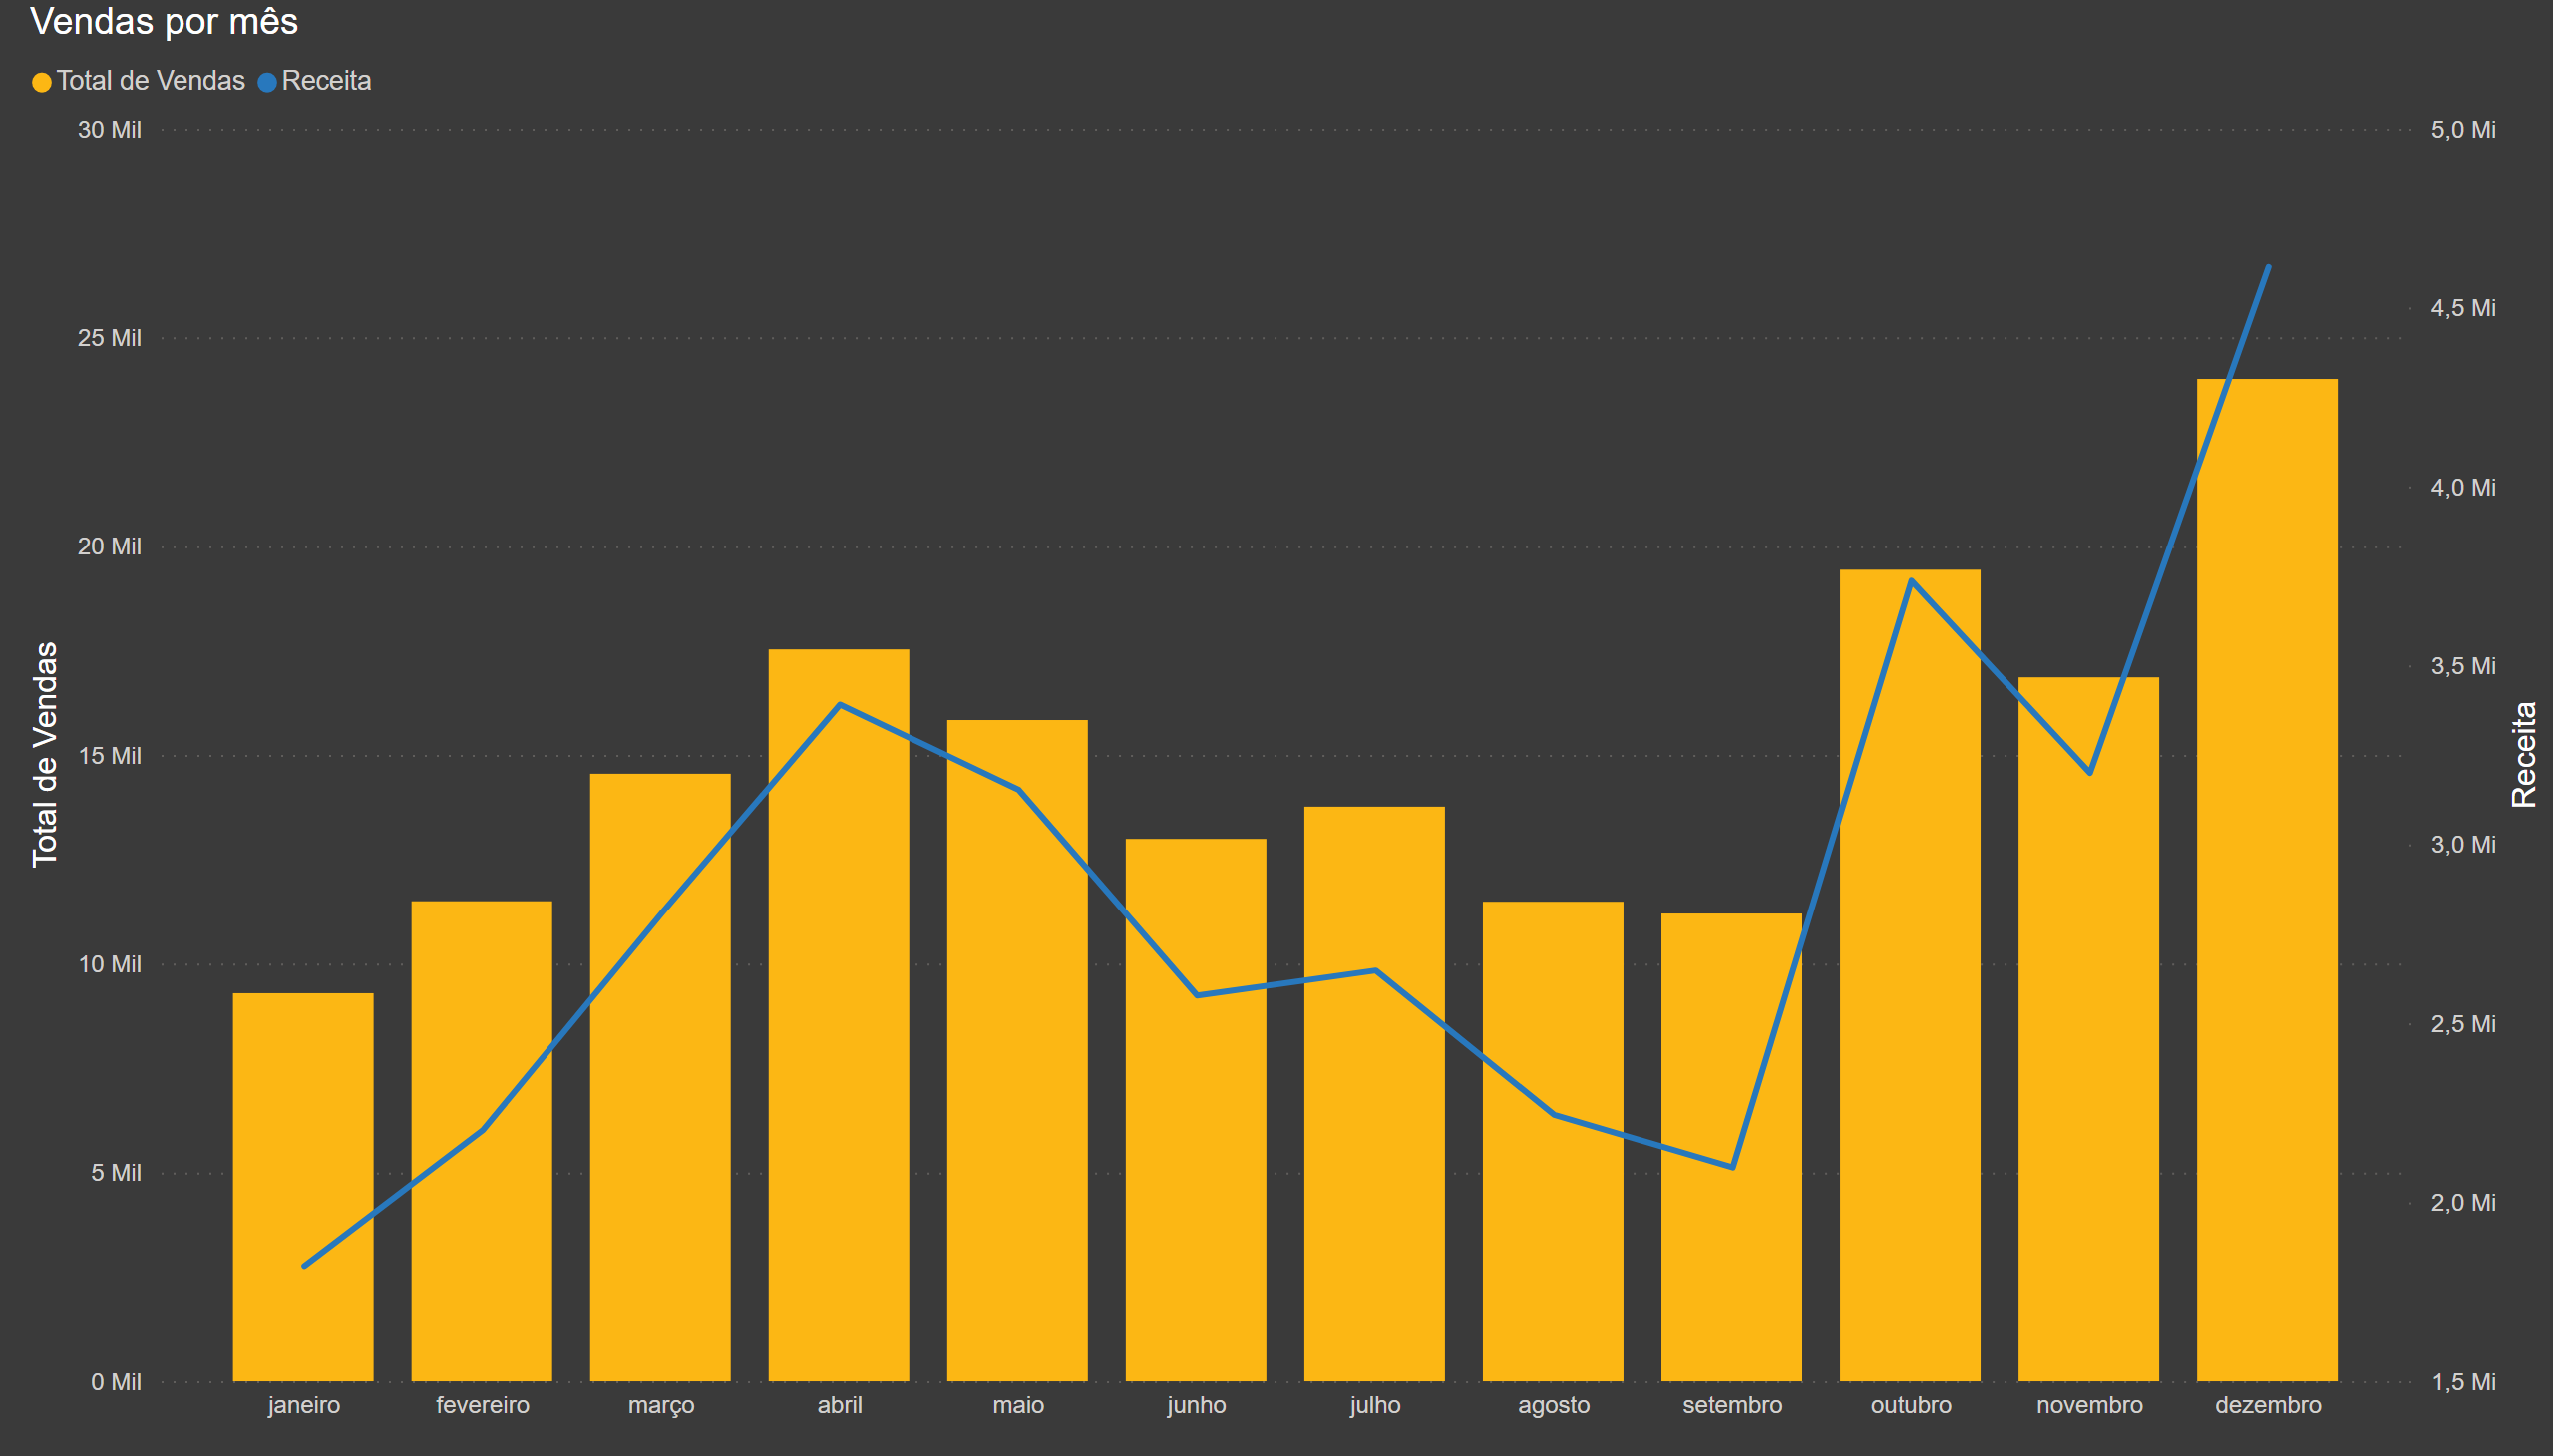 Vendas por mês
Total de Vendas Receita
30 Mil
25 Mil
20 Mil
15 Mil
10 Mil
5 Mil
0 Mil
Total de Vendas
5,0 Mi
4,5 Mi
4,0 Mi
3,5 Mi
3,0 Mi
2,5 Mi
2,0 Mi
1,5 Mi
Receita
janeiro fevereiro março abril maio junho julho agosto setembro outubro novembro dezembro